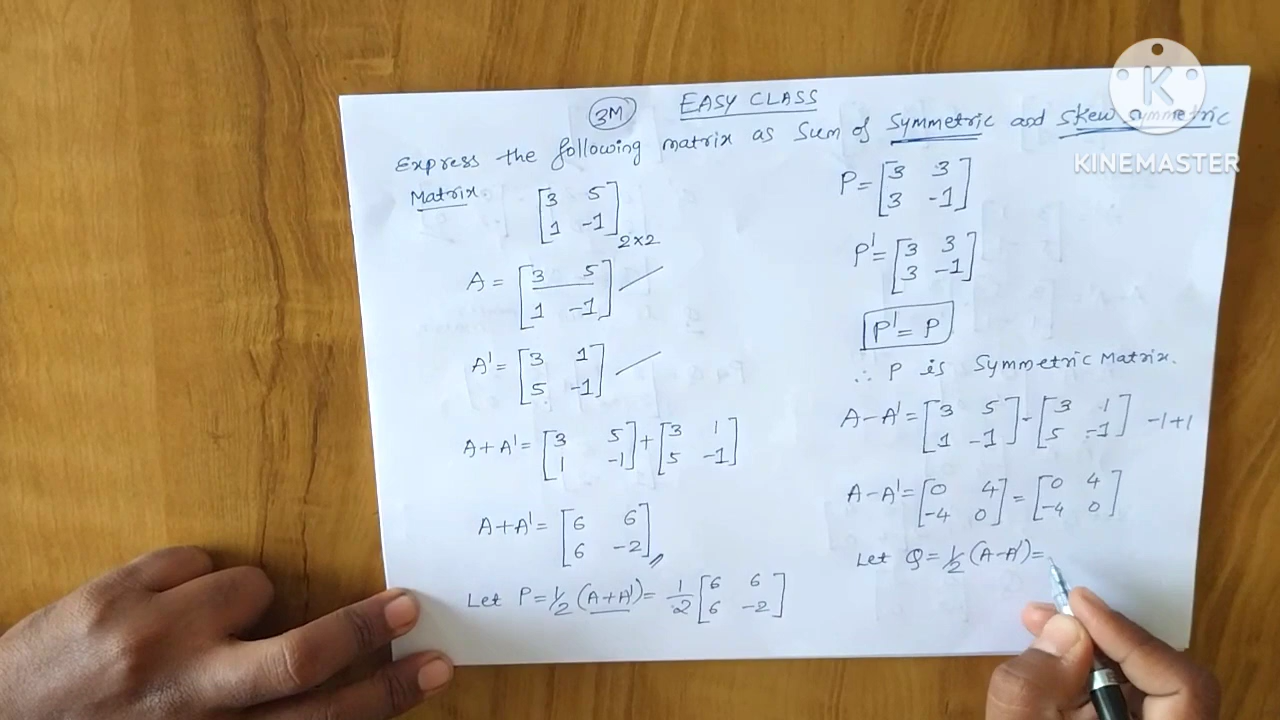 3M EASY CLASS
Express the following matrix as Sum of Symmetric and Skew Symmetric
Matrix.
[3 5
1 -1] 2×2
A = [3 5
1 -1]
A' = [3 1
5 -1]
A+A' = [3 5
1 -1] + [3 1
5 -1]
A+A' = [6 6
6 -2]
Let P = 1/2 (A+A') = 1/2 [6 6
6 -2]
P = [3 3
3 -1]
P' = [3 3
3 -1]
P' = P
∴ P is Symmetric Matrix.
A-A' = [3 5
1 -1] - [3 1
5 -1] -1+1
A-A' = [0 4
-4 0] = [0 4
-4 0]
Let Q = 1/2 (A-A') =
K
KINEMASTER